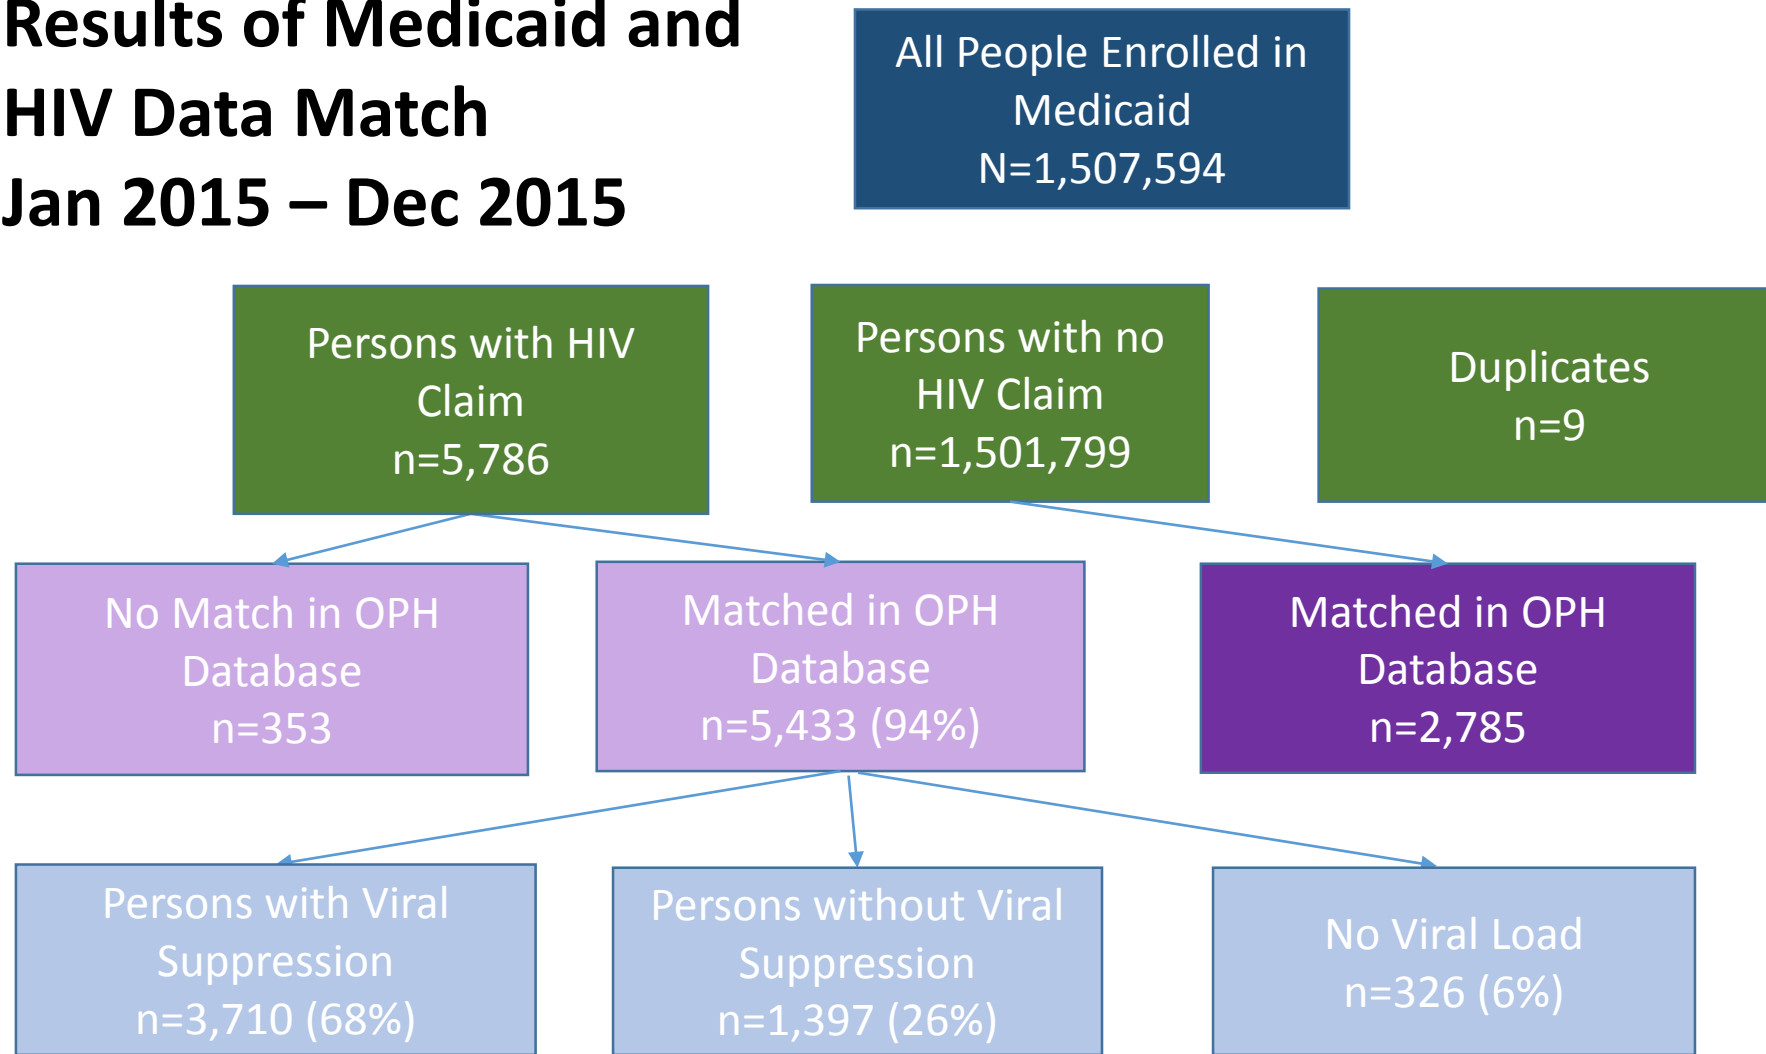 Results of Medicaid and
HIV Data Match
Jan 2015 – Dec 2015
All People Enrolled in
Medicaid
N=1,507,594
Persons with HIV
Claim
n=5,786
Persons with no
HIV Claim
n=1,501,799
Duplicates
n=9
No Match in OPH
Database
n=353
Matched in OPH
Database
n=5,433 (94%)
Matched in OPH
Database
n=2,785
Persons with Viral
Suppression
n=3,710 (68%)
Persons without Viral
Suppression
n=1,397 (26%)
No Viral Load
n=326 (6%)